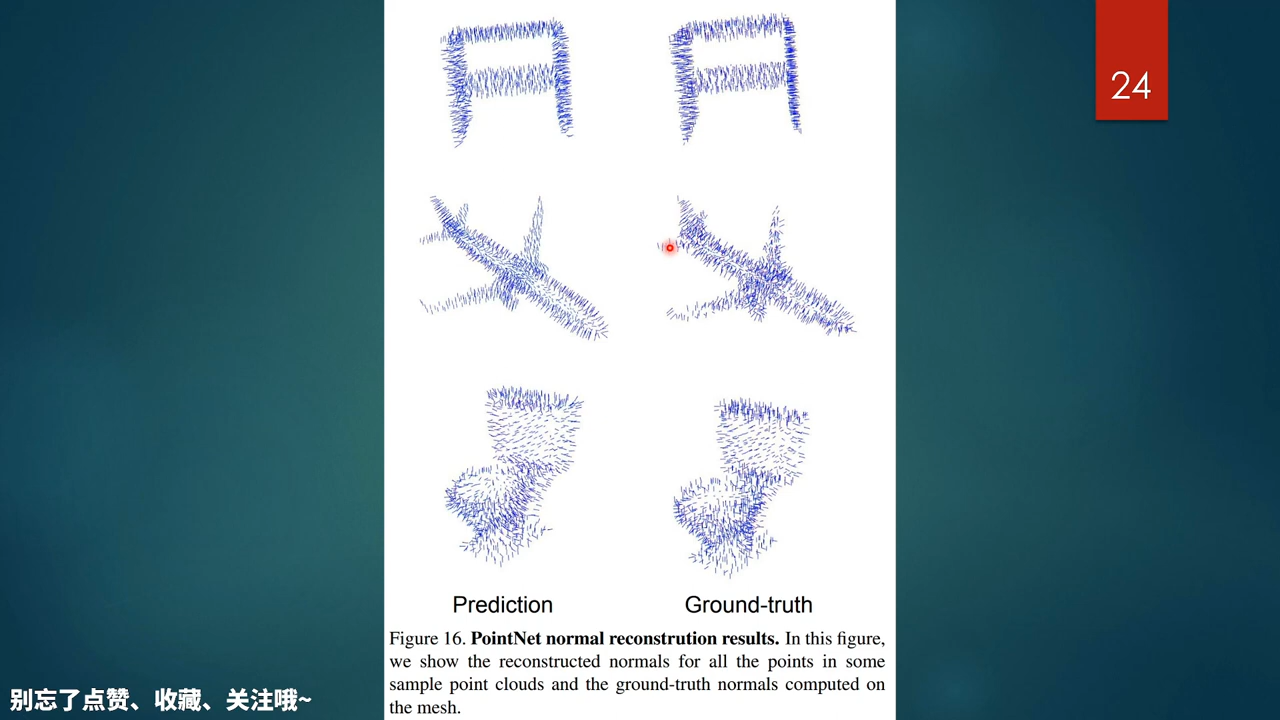 24
Prediction
Ground-truth
Figure 16. PointNet normal reconstrution results. In this figure,
we show the reconstructed normals for all the points in some
sample point clouds and the ground-truth normals computed on
the mesh.
别忘了点赞、收藏、关注哦~